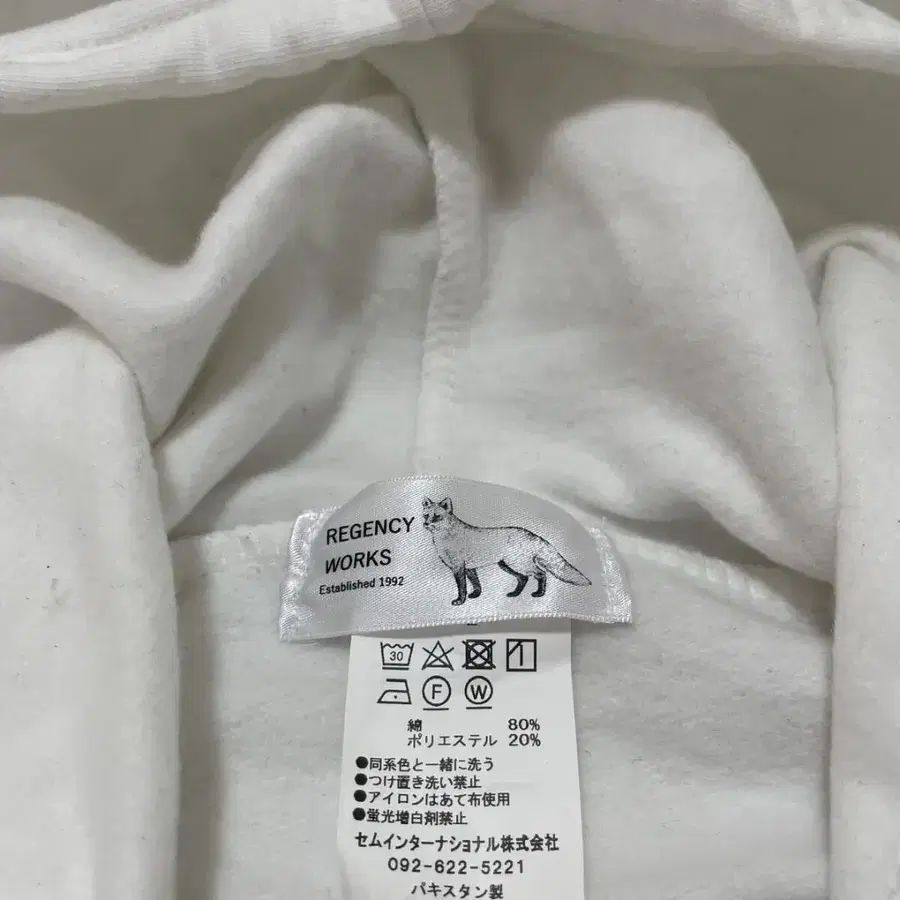 REGENCY
WORKS
Established 1992
30
F W
綿 80%
ポリエステル 20%
●同系色と一緒に洗う
●つけ置き洗い禁止
●アイロンはあて布使用
●蛍光増白剤禁止
セムインターナショナル株式会社
092-622-5221
パキスタン製